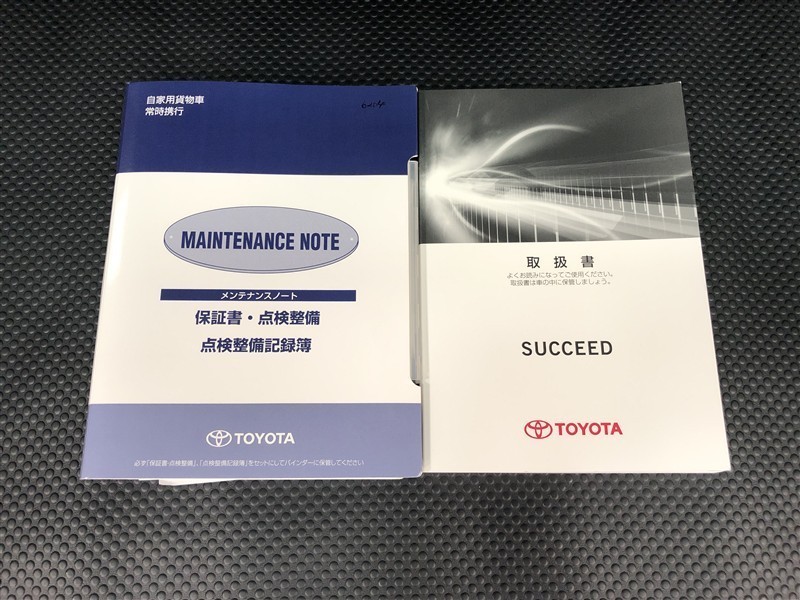 自家用貨物車
常時携行
MAINTENANCE NOTE
メンテナンスノート
保証書・点検整備
点検整備記録簿
TOYOTA
必ず「保証書・点検整備」、「点検整備記録簿」をセットにしてバインダーに保管してください
取扱書
よくお読みになってご使用ください。
取扱書は車の中に保管しましょう。
SUCCEED
TOYOTA